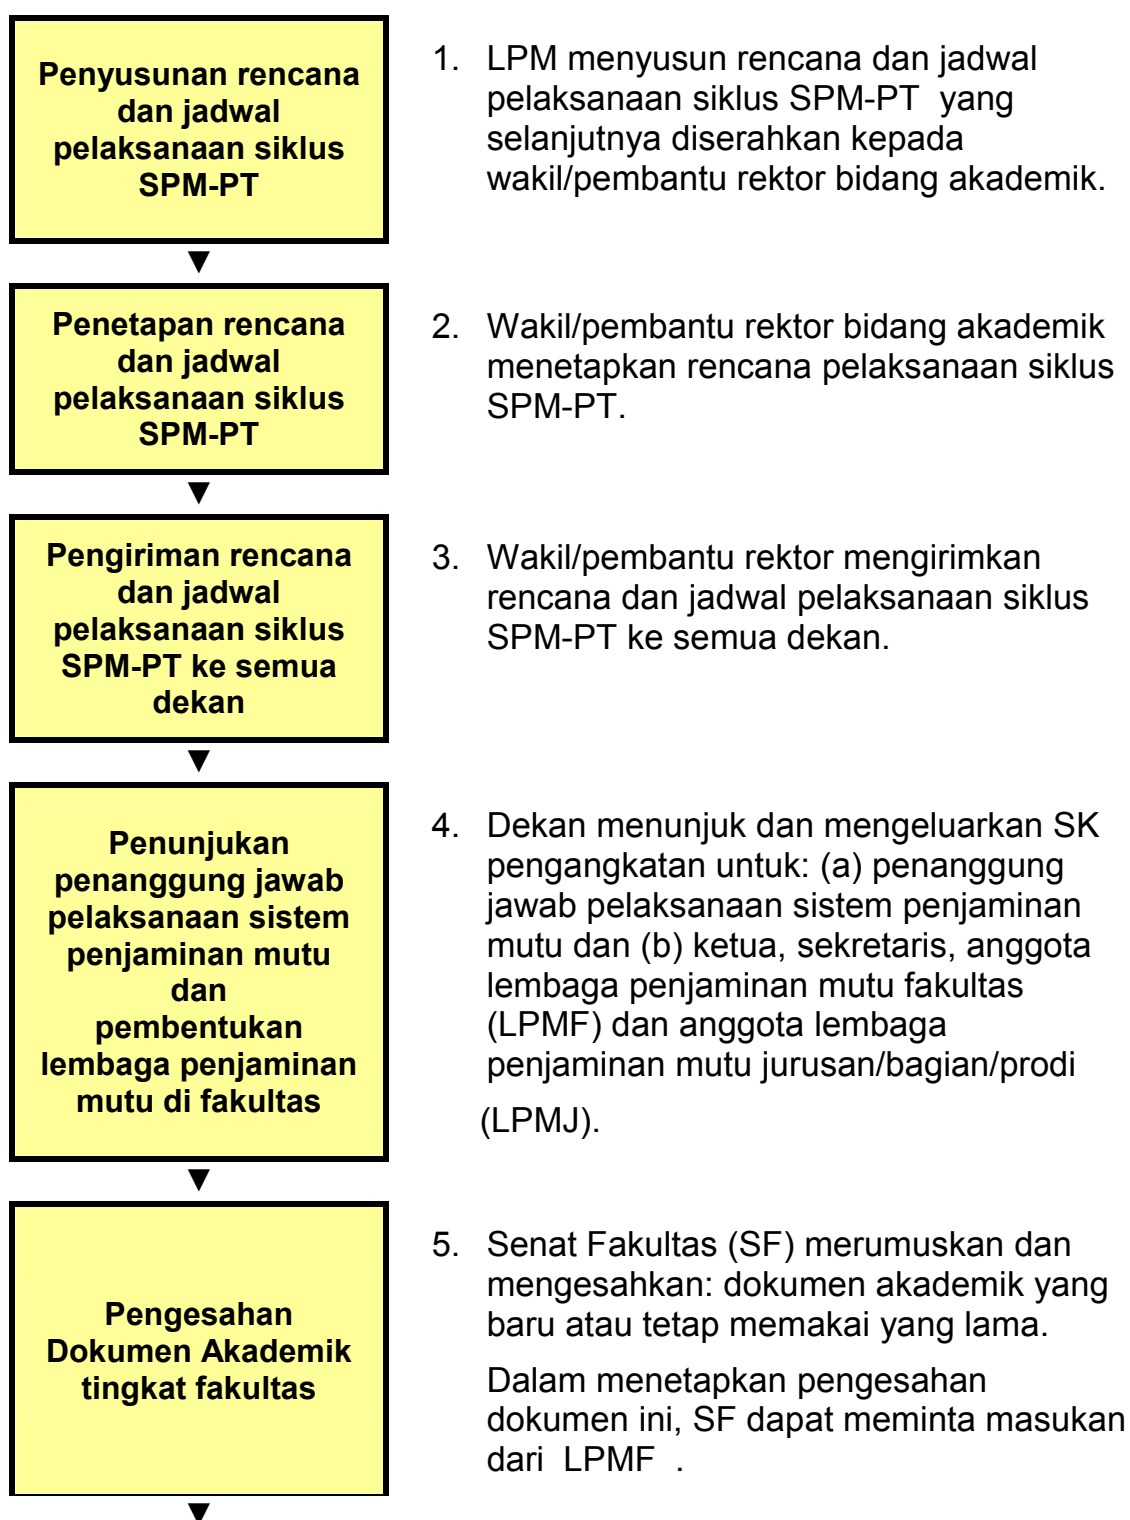 Penyusunan rencana
dan jadwal
pelaksanaan siklus
SPM-PT
1. LPM menyusun rencana dan jadwal
pelaksanaan siklus SPM-PT yang
selanjutnya diserahkan kepada
wakil/pembantu rektor bidang akademik.
▼
Penetapan rencana
dan jadwal
pelaksanaan siklus
SPM-PT
2. Wakil/pembantu rektor bidang akademik
menetapkan rencana pelaksanaan siklus
SPM-PT.
▼
Pengiriman rencana
dan jadwal
pelaksanaan siklus
SPM-PT ke semua
dekan
3. Wakil/pembantu rektor mengirimkan
rencana dan jadwal pelaksanaan siklus
SPM-PT ke semua dekan.
▼
Penunjukan
penanggung jawab
pelaksanaan sistem
penjaminan mutu
dan
pembentukan
lembaga penjaminan
mutu di fakultas
4. Dekan menunjuk dan mengeluarkan SK
pengangkatan untuk: (a) penanggung
jawab pelaksanaan sistem penjaminan
mutu dan (b) ketua, sekretaris, anggota
lembaga penjaminan mutu fakultas
(LPMF) dan anggota lembaga
penjaminan mutu jurusan/bagian/prodi
(LPMJ).
▼
Pengesahan
Dokumen Akademik
tingkat fakultas
5. Senat Fakultas (SF) merumuskan dan
mengesahkan: dokumen akademik yang
baru atau tetap memakai yang lama.
Dalam menetapkan pengesahan
dokumen ini, SF dapat meminta masukan
dari LPMF .
▼